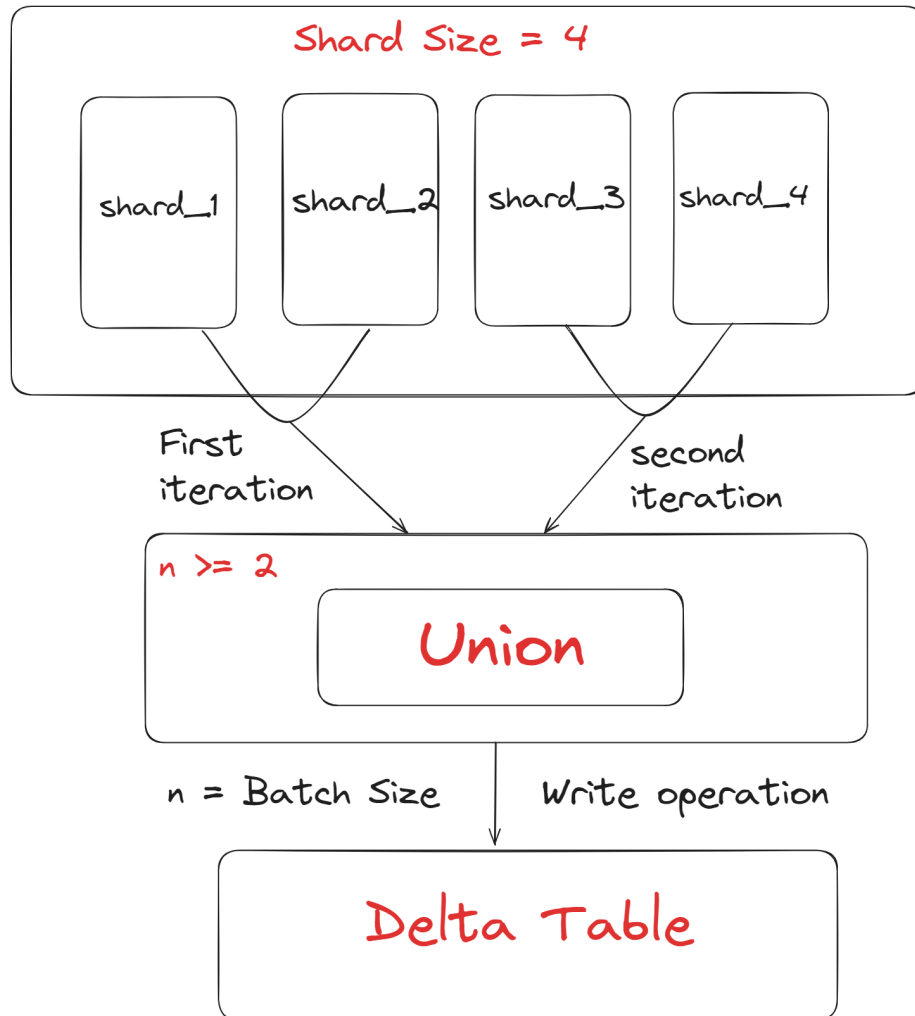 Shard Size = 4
shard_1
shard_2
shard_3
shard_4
First
iteration
second
iteration
n >= 2
Union
n = Batch Size
Write operation
Delta Table